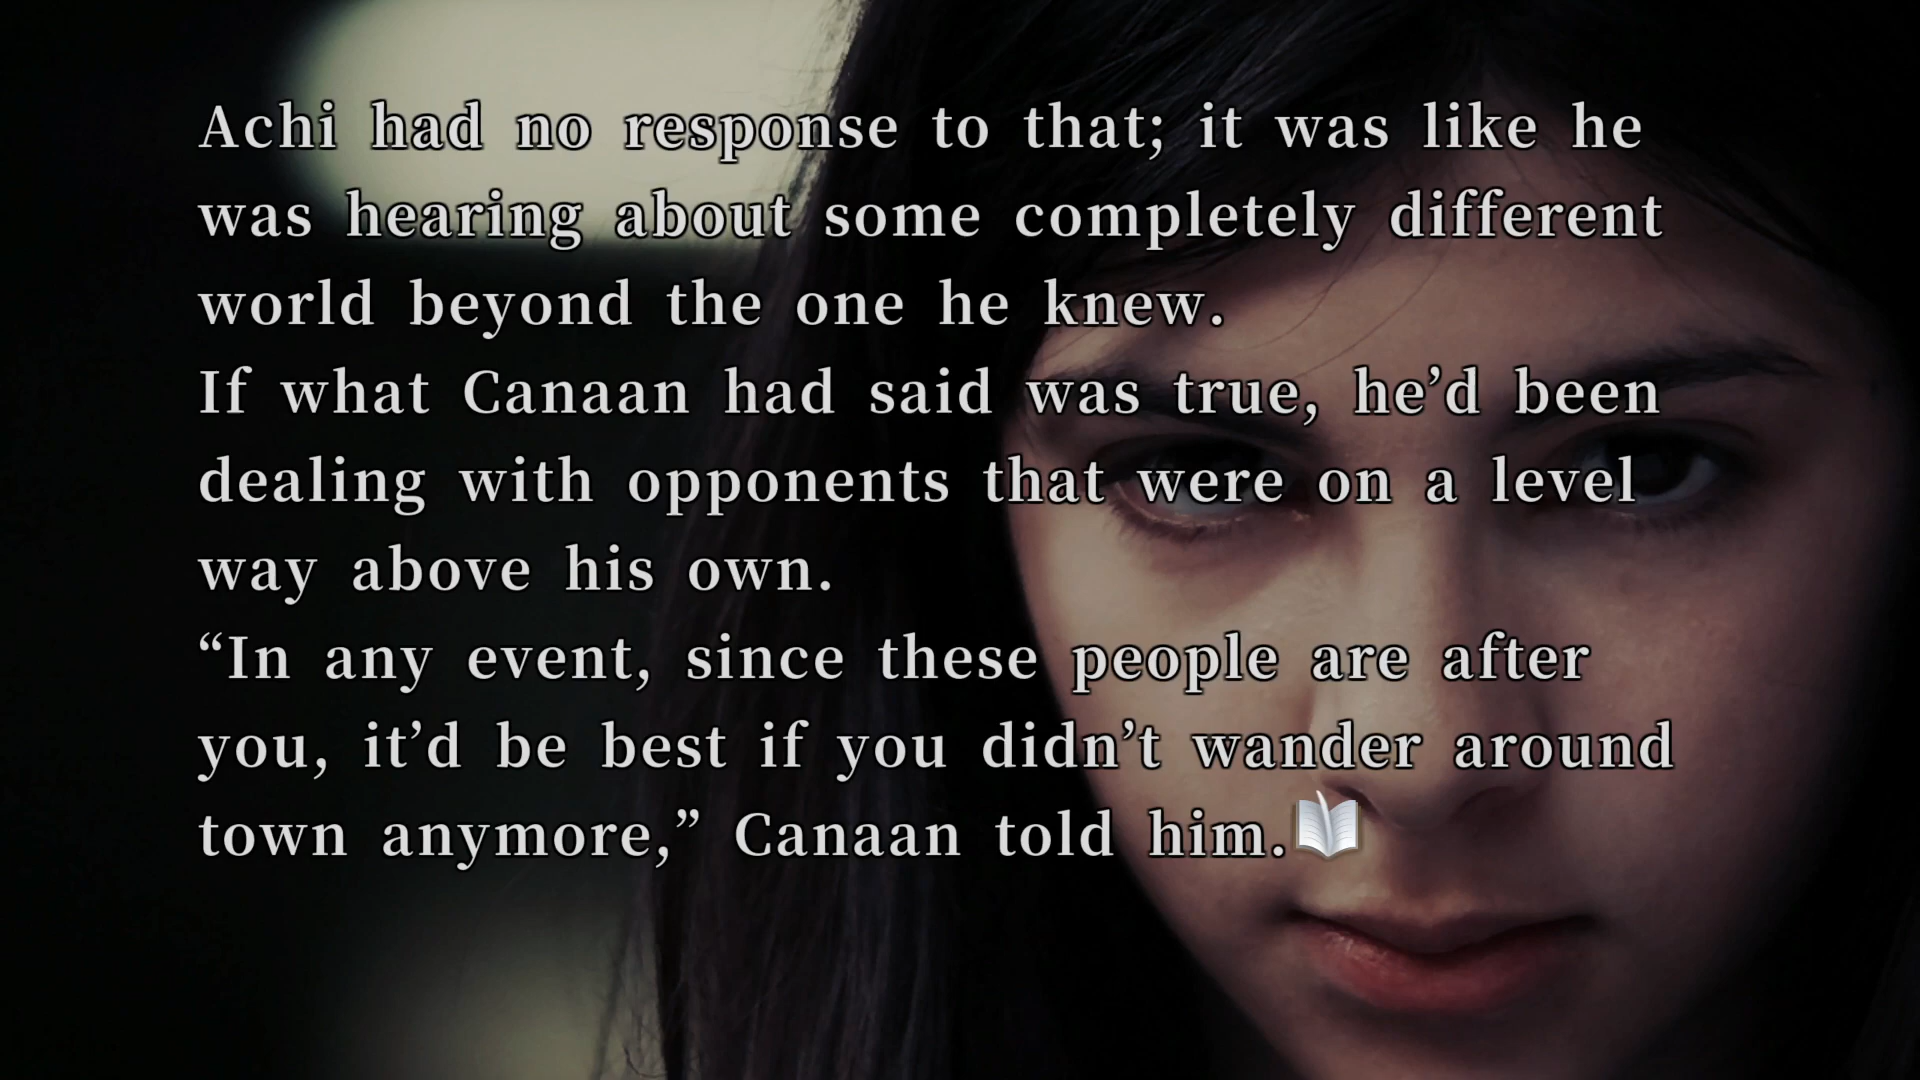 Achi had no response to that; it was like he
was hearing about some completely different
world beyond the one he knew.
If what Canaan had said was true, he’d been
dealing with opponents that were on a level
way above his own.
“In any event, since these people are after
you, it’d be best if you didn’t wander around
town anymore,” Canaan told him.